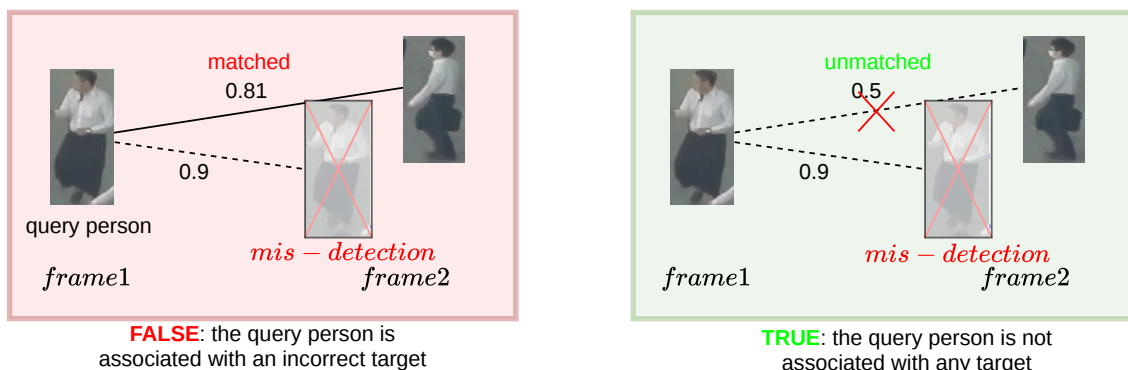 matched
0.81
0.9
query person
mis - detection
frame1
frame2
FALSE: the query person is
associated with an incorrect target
unmatched
0.5
0.9
mis - detection
frame1
frame2
TRUE: the query person is not
associated with any target